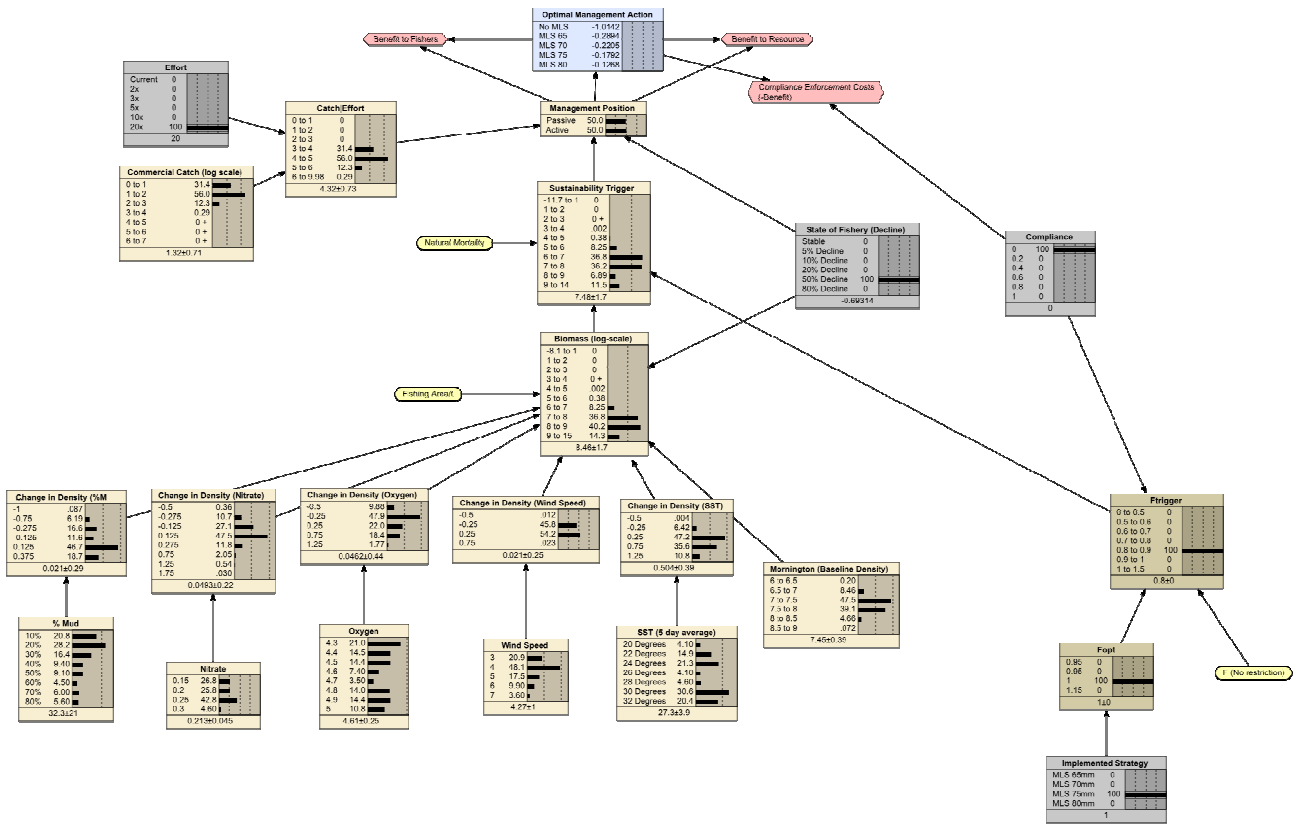 Optimal Management Action
No MLS -1.0142
MLS 65 -0.2894
MLS 70 -0.2205
MLS 75 -0.1792
MLS 80 -0.1268
Benefit to Fishers
Benefit to Resource
Compliance Enforcement Costs
(-Benefit)
Effort
Current 0
2x 0
3x 0
5x 0
10x 0
20x 100
20
Catch|Effort
0 to 1 0
1 to 2 0
2 to 3 0
3 to 4 31.4
4 to 5 56.0
5 to 6 12.3
6 to 9.98 0.29
4.32±0.73
Management Position
Passive 50.0
Active 50.0
Commercial Catch (log scale)
0 to 1 31.4
1 to 2 56.0
2 to 3 12.3
3 to 4 0.29
4 to 5 0 +
5 to 6 0 +
6 to 7 0 +
1.32±0.71
Sustainability Trigger
-11.7 to 1 0
1 to 2 0
2 to 3 0 +
3 to 4 .002
4 to 5 0.38
5 to 6 8.25
6 to 7 36.8
7 to 8 36.2
8 to 9 6.89
9 to 14 11.5
7.48±1.7
Natural Mortality
State of Fishery (Decline)
Stable 0
5% Decline 0
10% Decline 0
20% Decline 0
50% Decline 100
80% Decline 0
-0.69314
Compliance
0 100
0.2 0
0.4 0
0.6 0
0.8 0
1 0
0
Biomass (log-scale)
-8.1 to 1 0
1 to 2 0
2 to 3 0
3 to 4 0 +
4 to 5 .002
5 to 6 0.38
6 to 7 8.25
7 to 8 36.8
8 to 9 40.2
9 to 15 14.3
8.46±1.7
Change in Density (%M
-1 .087
-0.75 6.19
-0.275 16.6
-0.125 11.6
0.125 46.7
0.375 18.7
0.021±0.29
Change in Density (Nitrate)
-0.5 0.36
-0.275 10.7
-0.125 27.1
0.125 47.5
0.275 11.8
0.75 2.05
1.25 0.54
1.75 .030
0.0493±0.22
Change in Density (Oxygen)
-0.5 9.88
-0.25 47.9
0.25 22.0
0.75 18.4
1.25 1.77
0.0462±0.44
Change in Density (Wind Speed)
-0.5 .012
-0.25 45.8
0.25 54.2
0.75 .023
0.021±0.25
Change in Density (SST)
-0.5 .004
-0.25 6.42
0.25 47.2
0.75 35.6
1.25 10.8
0.504±0.39
Mornington (Baseline Density)
6 to 6.5 0.20
6.5 to 7 8.46
7 to 7.5 47.5
7.5 to 8 39.1
8 to 8.5 4.66
8.5 to 9 .072
7.45±0.39
Ftrigger
0 to 0.5 0
0.5 to 0.6 0
0.6 to 0.7 0
0.7 to 0.8 0
0.8 to 0.9 100
0.9 to 1 0
1 to 1.5 0
0.8±0
% Mud
10% 20.8
20% 28.2
30% 16.4
40% 9.40
50% 9.10
60% 4.50
70% 6.00
80% 5.60
32.3±21
Nitrate
0.15 26.8
0.2 25.8
0.25 42.8
0.3 4.60
0.213±0.045
Oxygen
4.3 21.0
4.4 14.5
4.5 14.4
4.6 7.40
4.7 3.50
4.8 14.0
4.9 14.4
5 10.8
4.61±0.25
Wind Speed
3 20.9
4 48.1
5 17.5
6 9.90
7 3.60
4.27±1
SST (5 day average)
20 Degrees 4.10
22 Degrees 14.9
24 Degrees 21.3
26 Degrees 4.10
28 Degrees 4.60
30 Degrees 30.6
32 Degrees 20.4
27.3±3.9
Fopt
0.95 0
0.96 0
1 100
1.15 0
1±0
F (No restriction)
Implemented Strategy
MLS 65mm 0
MLS 70mm 0
MLS 75mm 100
MLS 80mm 0
1